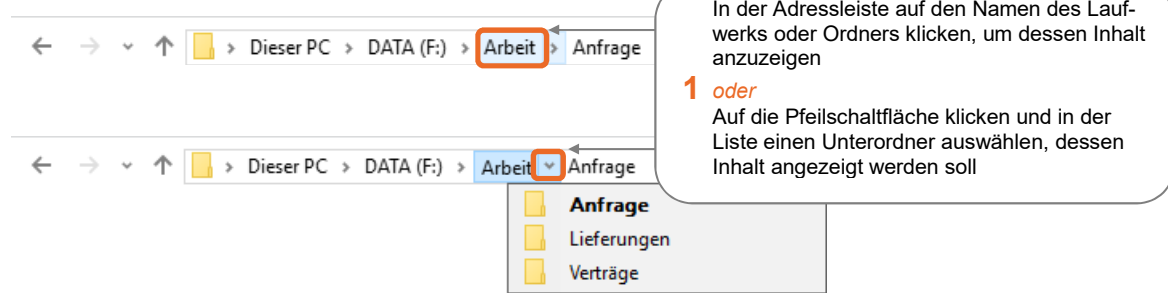 In der Adressleiste auf den Namen des Lauf-
werks oder Ordners klicken, um dessen Inhalt
anzuzeigen
1 oder
Auf die Pfeilschaltfläche klicken und in der
Liste einen Unterordner auswählen, dessen
Inhalt angezeigt werden soll
Dieser PC > DATA (F:) > Arbeit > Anfrage
Dieser PC > DATA (F:) > Arbeit Anfrage
Anfrage
Lieferungen
Verträge